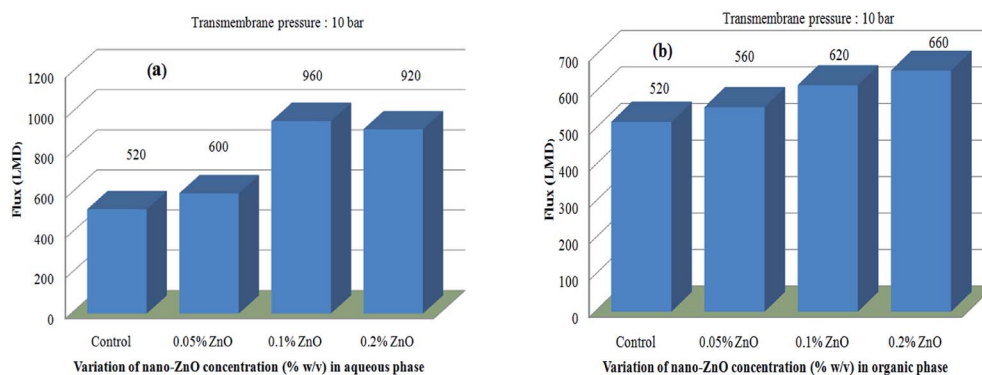 Transmembrane pressure : 10 bar
(a)
1200
1000
800
600
400
200
0
Flux (LMD)
520
600
960
920
Control
0.05% ZnO
0.1% ZnO
0.2% ZnO
Variation of nano-ZnO concentration (% w/v) in aqueous phase
Transmembrane pressure : 10 bar
(b)
700
600
500
400
300
200
100
0
Flux (LMD)
520
560
620
660
Control
0.05% ZnO
0.1% ZnO
0.2% ZnO
Variation of nano-ZnO concentration (% w/v) in organic phase